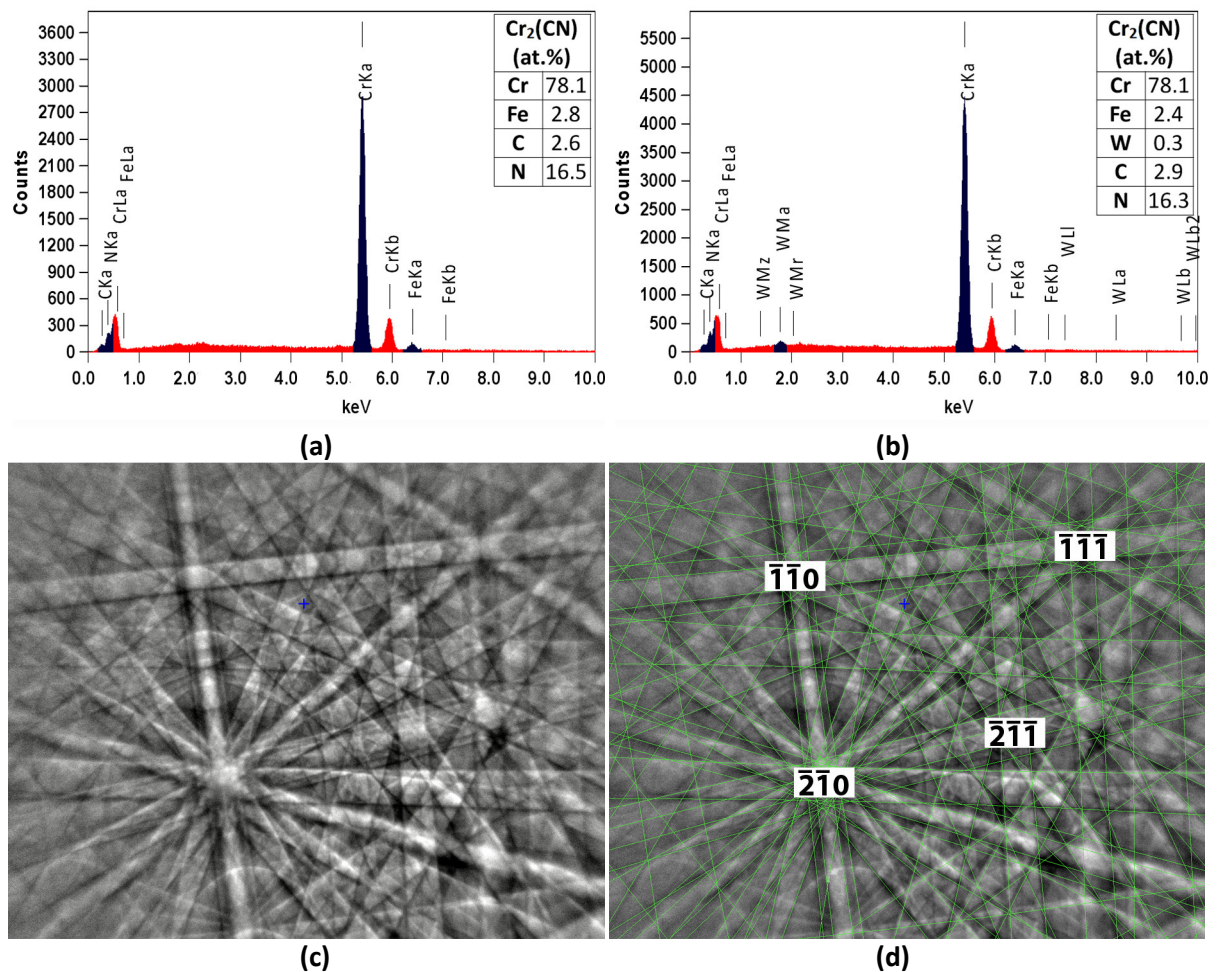 3600
3300
3000
2700
2400
2100
1800
1500
1200
900
600
300
0
Counts
CKa
NKa
CrLa
FeLa
CrKa
CrKb
FeKa
FeKb
0.0 1.0 2.0 3.0 4.0 5.0 6.0 7.0 8.0 9.0 10.0
keV
Cr₂(CN)
(at.%)
Cr 78.1
Fe 2.8
C 2.6
N 16.5
(a)
5500
5000
4500
4000
3500
3000
2500
2000
1500
1000
500
0
Counts
CKa
NKa
CrLa
FeLa
WMz
WMa
WMr
CrKa
CrKb
FeKa
FeKb
WLl
WLa
WLb
WLb2
0.0 1.0 2.0 3.0 4.0 5.0 6.0 7.0 8.0 9.0 10.0
keV
Cr₂(CN)
(at.%)
Cr 78.1
Fe 2.4
W 0.3
C 2.9
N 16.3
(b)
(c)
1̅1̅1̅
1̅1̅0
2̅1̅1̅
2̅1̅0
(d)